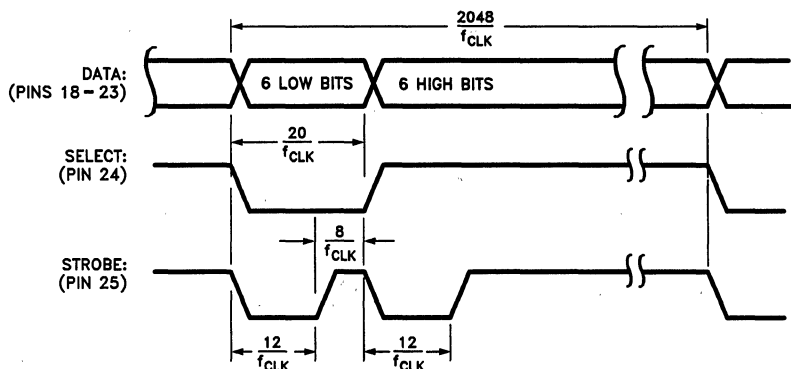 2048
fCLK
DATA:
(PINS 18–23)
6 LOW BITS
6 HIGH BITS
20
fCLK
SELECT:
(PIN 24)
8
fCLK
STROBE:
(PIN 25)
12
fCLK
12
fCLK